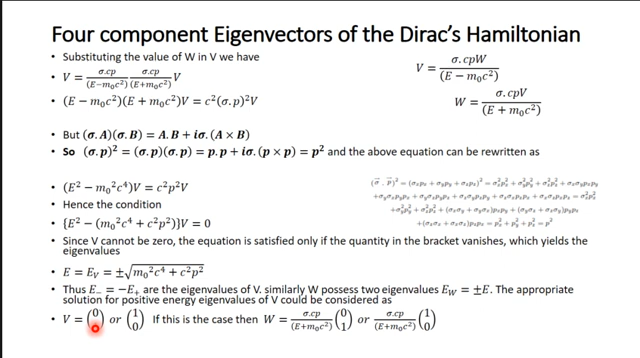 Four component Eigenvectors of the Dirac's Hamiltonian
• Substituting the value of W in V we have
• V = σ.cp/(E−m₀c²) σ.cp/(E+m₀c²) V
• (E − m₀c²)(E + m₀c²)V = c²(σ.p)²V
V = σ.cpW/(E − m₀c²)
W = σ.cpV/(E + m₀c²)
• But (σ.A)(σ.B) = A.B + iσ.(A × B)
• So (σ.p)² = (σ.p)(σ.p) = p.p + iσ.(p × p) = p² and the above equation can be rewritten as
• (E² − m₀²c⁴)V = c²p²V
• Hence the condition
• {E² − (m₀²c⁴ + c²p²)}V = 0
• Since V cannot be zero, the equation is satisfied only if the quantity in the bracket vanishes, which yields the
eigenvalues
• E = E_V = ±√(m₀²c⁴ + c²p²)
• Thus E₋ = −E₊ are the eigenvalues of V. similarly W possess two eigenvalues E_W = ±E. The appropriate
solution for positive energy eigenvalues of V could be considered as
• V = (0 1) or (1 0) If this is the case then W = σ.cp/(E+m₀c²) (0 1) or σ.cp/(E+m₀c²) (1 0)